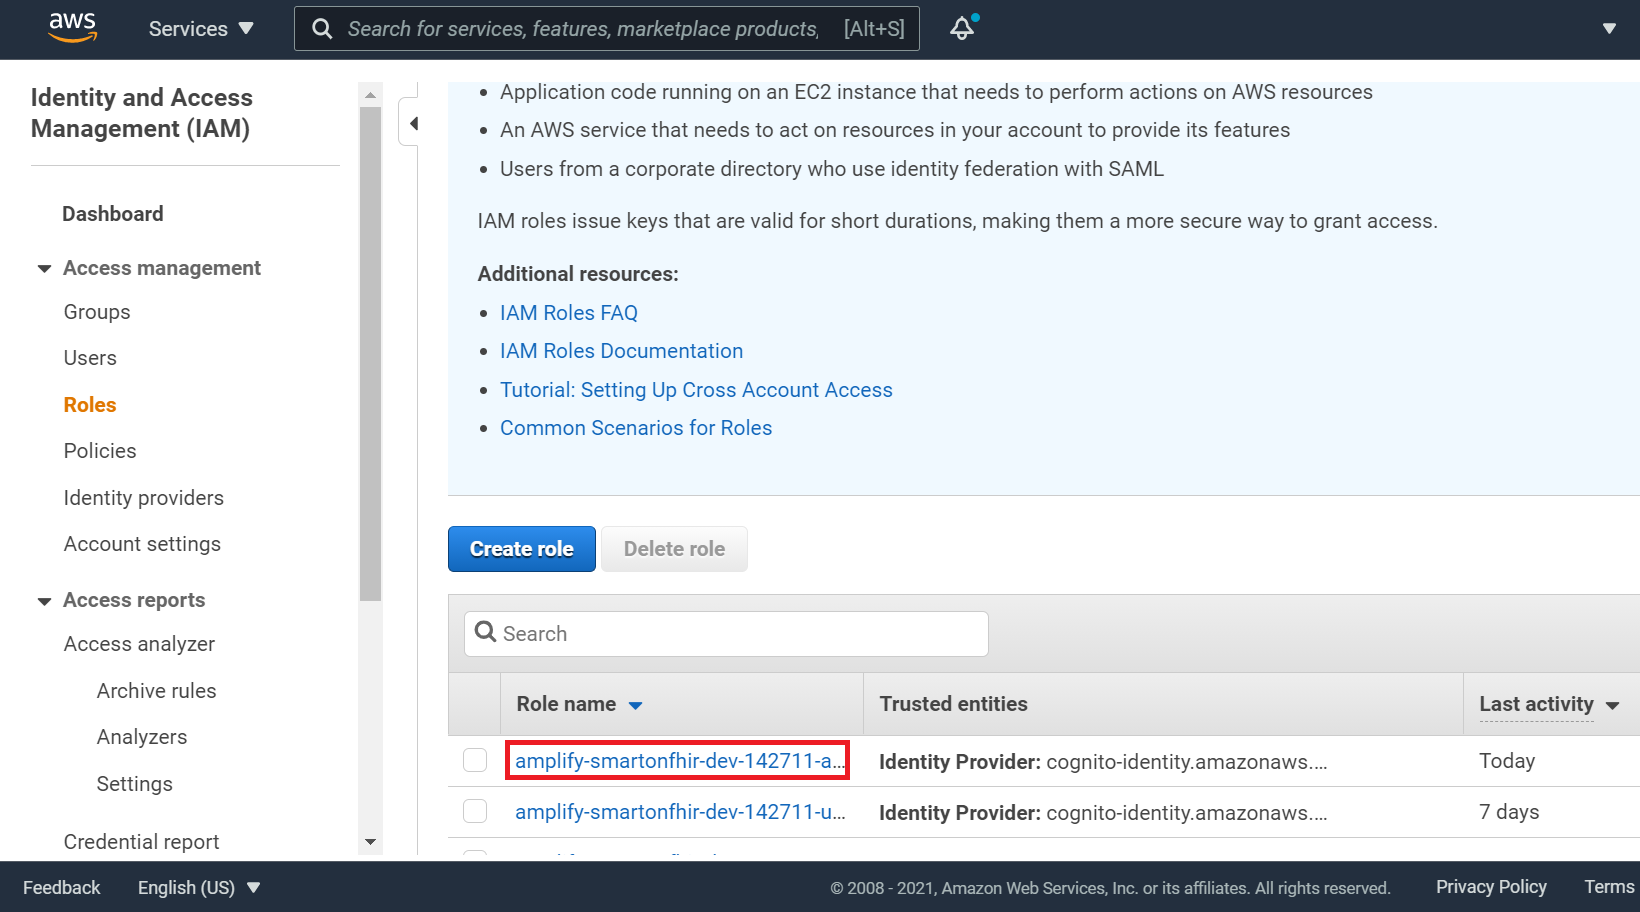 aws
Services
Search for services, features, marketplace products, [Alt+S]
Identity and Access
Management (IAM)
Dashboard
Access management
Groups
Users
Roles
Policies
Identity providers
Account settings
Access reports
Access analyzer
Archive rules
Analyzers
Settings
Credential report
Application code running on an EC2 instance that needs to perform actions on AWS resources
An AWS service that needs to act on resources in your account to provide its features
Users from a corporate directory who use identity federation with SAML
IAM roles issue keys that are valid for short durations, making them a more secure way to grant access.
Additional resources:
IAM Roles FAQ
IAM Roles Documentation
Tutorial: Setting Up Cross Account Access
Common Scenarios for Roles
Create role Delete role
Search
Role name Trusted entities Last activity
amplify-smartonfhir-dev-142711-a... Identity Provider: cognito-identity.amazonaws.... Today
amplify-smartonfhir-dev-142711-u... Identity Provider: cognito-identity.amazonaws.... 7 days
Feedback English (US) © 2008 - 2021, Amazon Web Services, Inc. or its affiliates. All rights reserved. Privacy Policy Terms